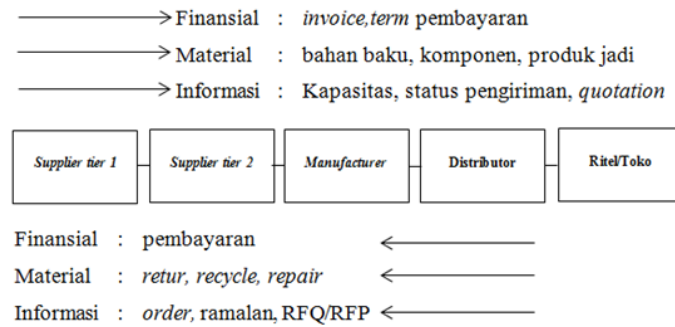 Finansial : invoice,term pembayaran
Material : bahan baku, komponen, produk jadi
Informasi : Kapasitas, status pengiriman, quotation
Supplier tier 1
Supplier tier 2
Manufacturer
Distributor
Ritel/Toko
Finansial : pembayaran
Material : retur, recycle, repair
Informasi : order, ramalan, RFQ/RFP